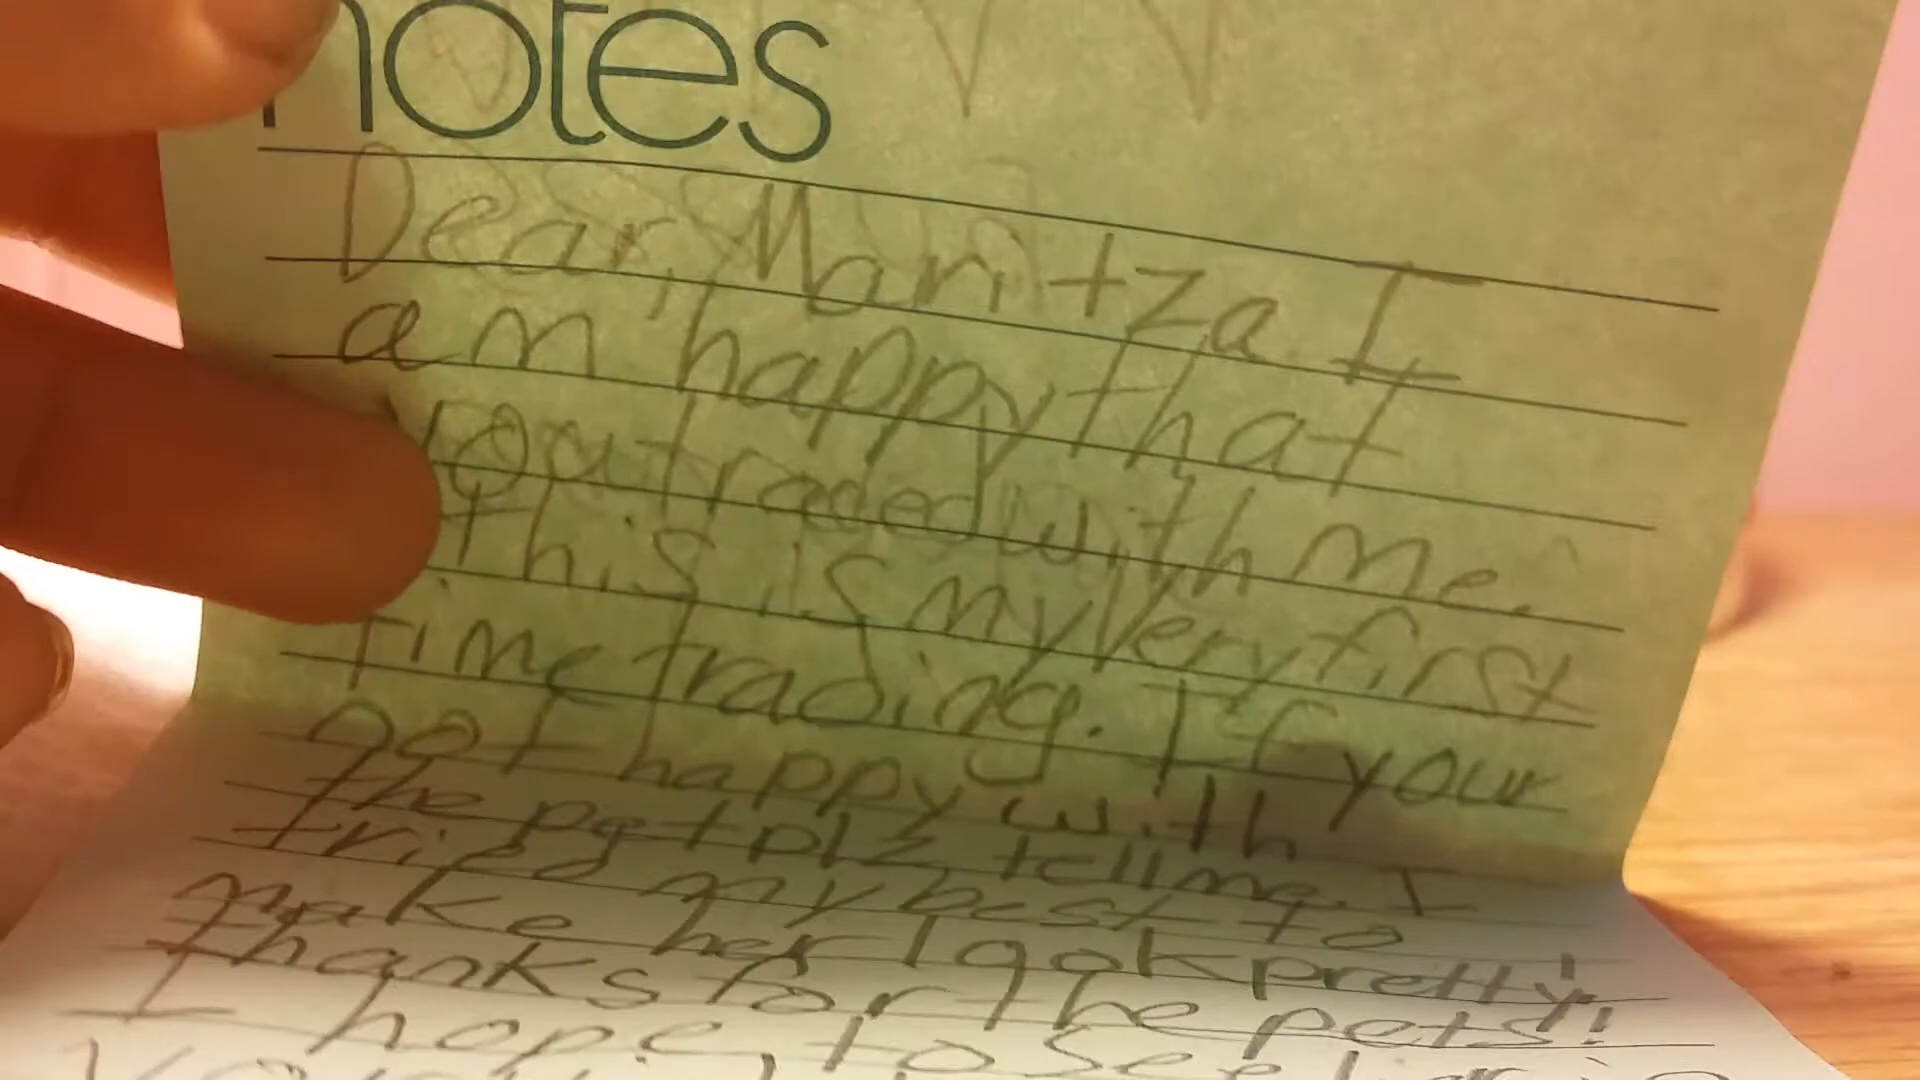 notes
Dear, Maritza I
am happy that
you traded with me.
This is my very first
time trading. If your
not happy with
the pet plz tell me. I
tried my best to
make her look pretty!
Thanks for the pets!
I hope to see